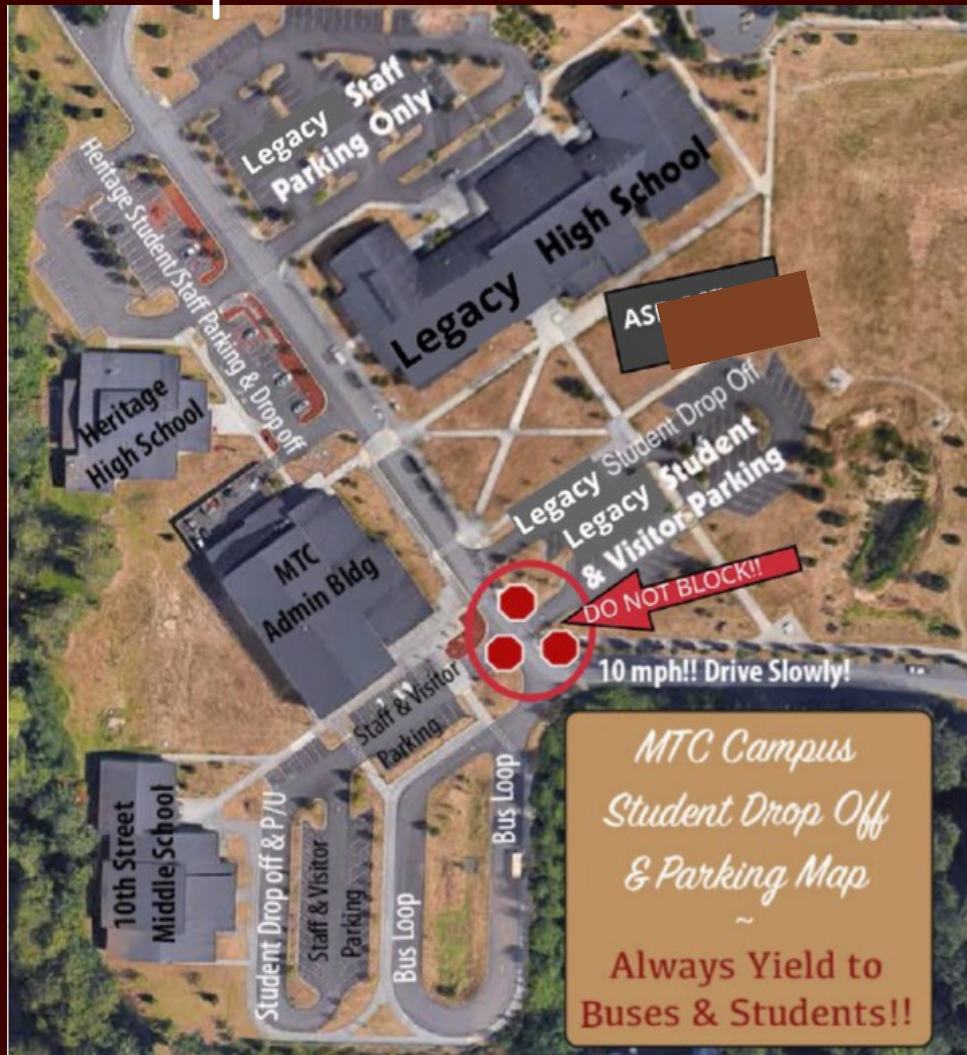 Legacy Staff
Parking Only
Legacy High School
Heritage Student/Staff Parking & Drop off
Heritage
High School
Legacy Student Drop Off
Legacy Student
& Visitor Parking
MTC
Admin Bldg
DO NOT BLOCK!!
10 mph!! Drive Slowly!
Staff & Visitor
Parking
10th Street
Middle School
Student Drop off & P/U
Staff & Visitor
Parking
Bus Loop
Bus Loop
MTC Campus
Student Drop Off
& Parking Map
~
Always Yield to
Buses & Students!!